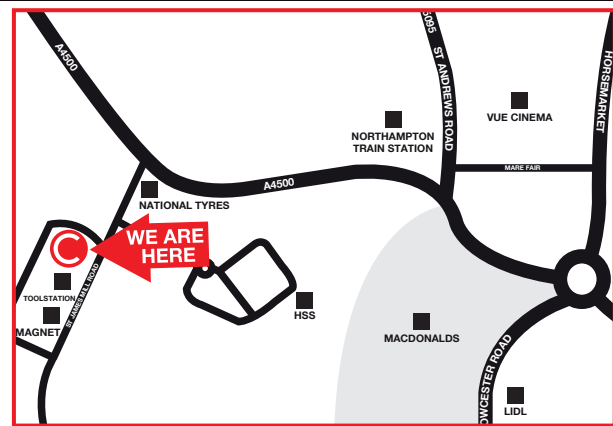 A4500
5095
ST ANDREWS ROAD
HORSEMARKET
VUE CINEMA
NORTHAMPTON
TRAIN STATION
MARE FAIR
A4500
NATIONAL TYRES
C
WE ARE
HERE
TOOLSTATION
ST JAMES MILL ROAD
MAGNET
HSS
MACDONALDS
OWCESTER ROAD
LIDL